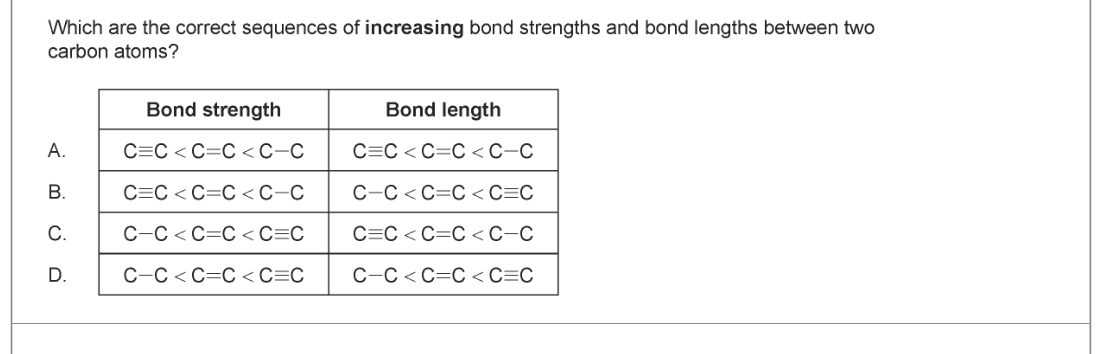 Which are the correct sequences of increasing bond strengths and bond lengths between two
carbon atoms?
Bond strength Bond length
A. C≡C < C=C < C−C C≡C < C=C < C−C
B. C≡C < C=C < C−C C−C < C=C < C≡C
C. C−C < C=C < C≡C C≡C < C=C < C−C
D. C−C < C=C < C≡C C−C < C=C < C≡C